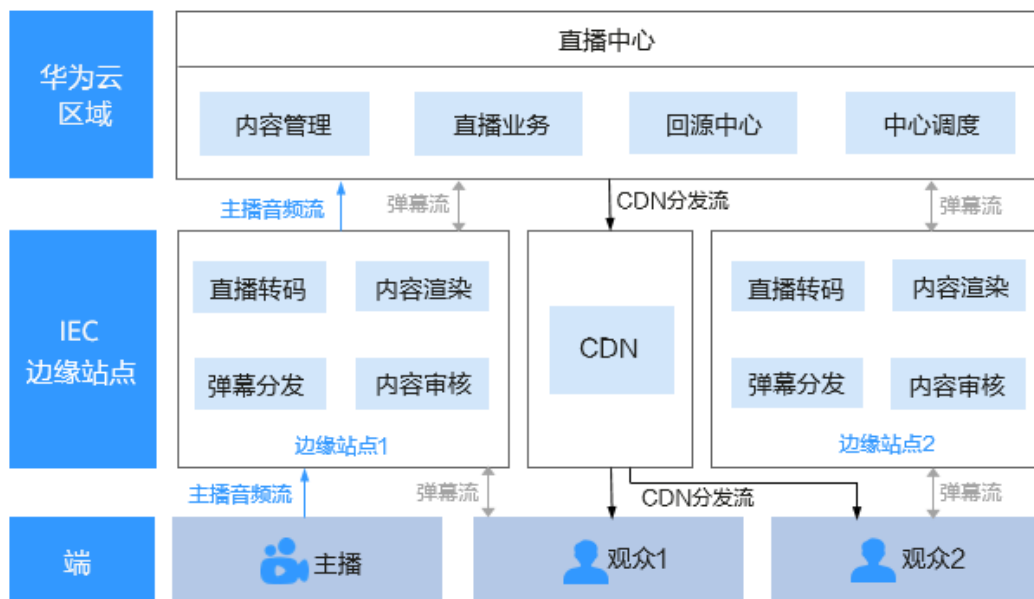 华为云
区域
直播中心
内容管理
直播业务
回源中心
中心调度
主播音频流
弹幕流
CDN分发流
弹幕流
IEC
边缘站点
直播转码
内容渲染
弹幕分发
内容审核
边缘站点1
CDN
直播转码
内容渲染
弹幕分发
内容审核
边缘站点2
主播音频流
弹幕流
CDN分发流
弹幕流
端
主播
观众1
观众2